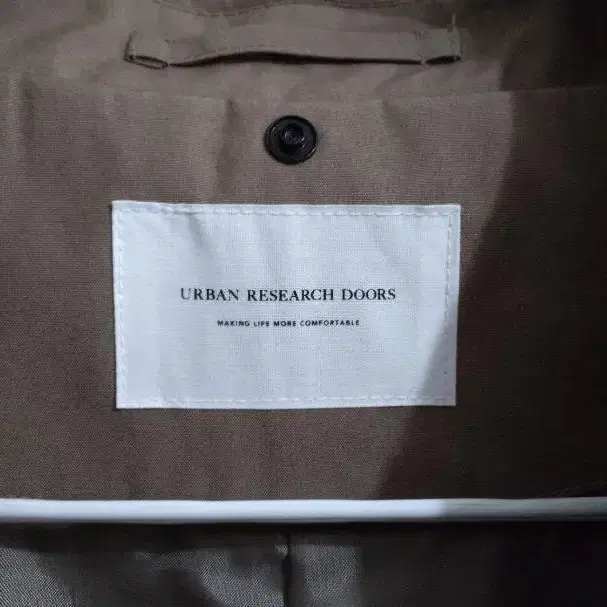 URBAN RESEARCH DOORS
MAKING LIFE MORE COMFORTABLE